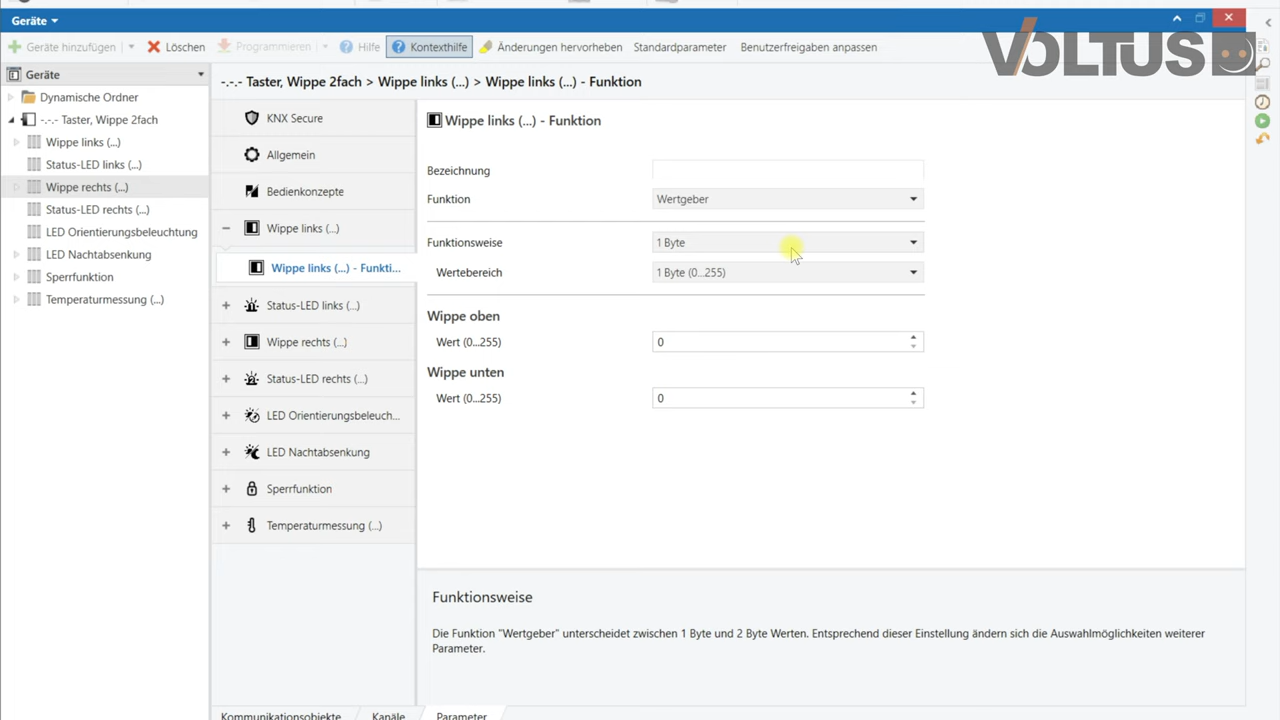 Geräte
VOLTUS
Geräte hinzufügen
Löschen
Programmieren
Hilfe
Kontexthilfe
Änderungen hervorheben
Standardparameter
Benutzerfreigaben anpassen
Geräte
Dynamische Ordner
-.-.- Taster, Wippe 2fach
Wippe links (...)
Status-LED links (...)
Wippe rechts (...)
Status-LED rechts (...)
LED Orientierungsbeleuchtung
LED Nachtabsenkung
Sperrfunktion
Temperaturmessung (...)
-.-.- Taster, Wippe 2fach > Wippe links (...) > Wippe links (...) - Funktion
KNX Secure
Allgemein
Bedienkonzepte
Wippe links (...)
Wippe links (...) - Funkti...
Status-LED links (...)
Wippe rechts (...)
Status-LED rechts (...)
LED Orientierungsbeleuch...
LED Nachtabsenkung
Sperrfunktion
Temperaturmessung (...)
Wippe links (...) - Funktion
Bezeichnung
Funktion
Wertgeber
Funktionsweise
1 Byte
Wertebereich
1 Byte (0...255)
Wippe oben
Wert (0...255)
0
Wippe unten
Wert (0...255)
0
Funktionsweise
Die Funktion "Wertgeber" unterscheidet zwischen 1 Byte und 2 Byte Werten. Entsprechend dieser Einstellung ändern sich die Auswahlmöglichkeiten weiterer
Parameter.
Kommunikationsobjekte
Kanäle
Parameter